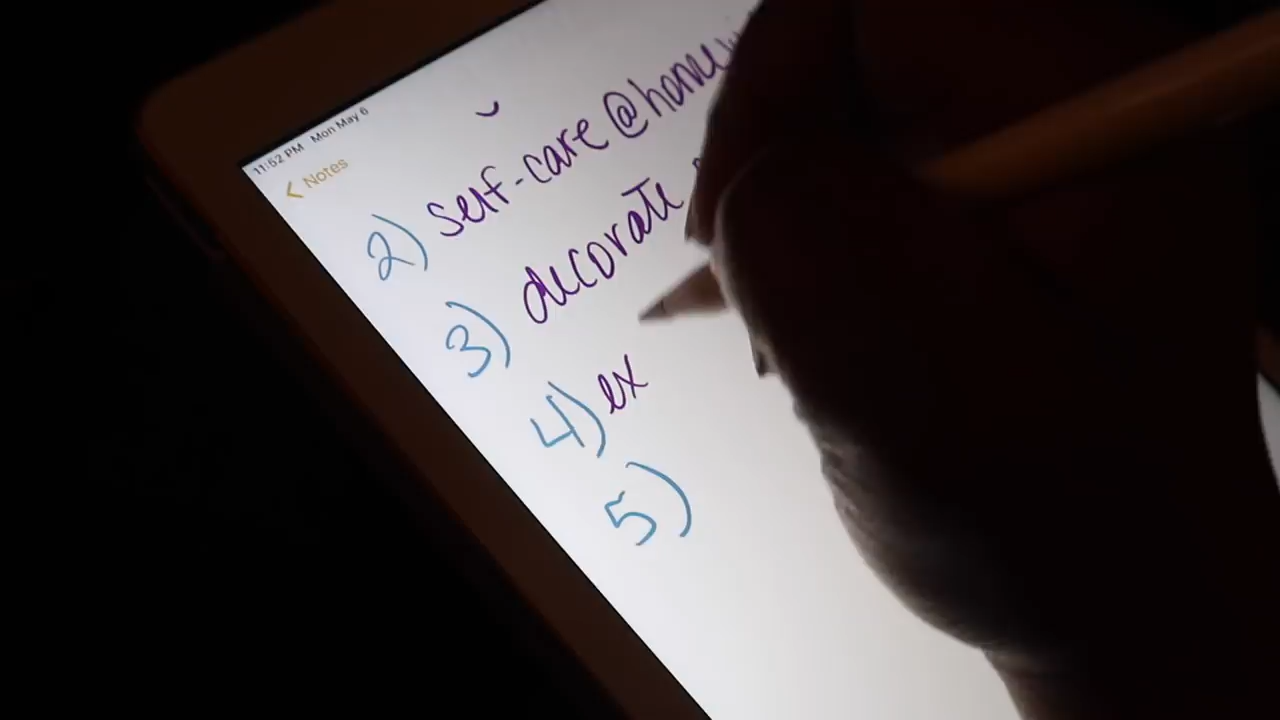 11:52 PM Mon May 6
Notes
2) self-care @home
3) decorate
4) ex
5)